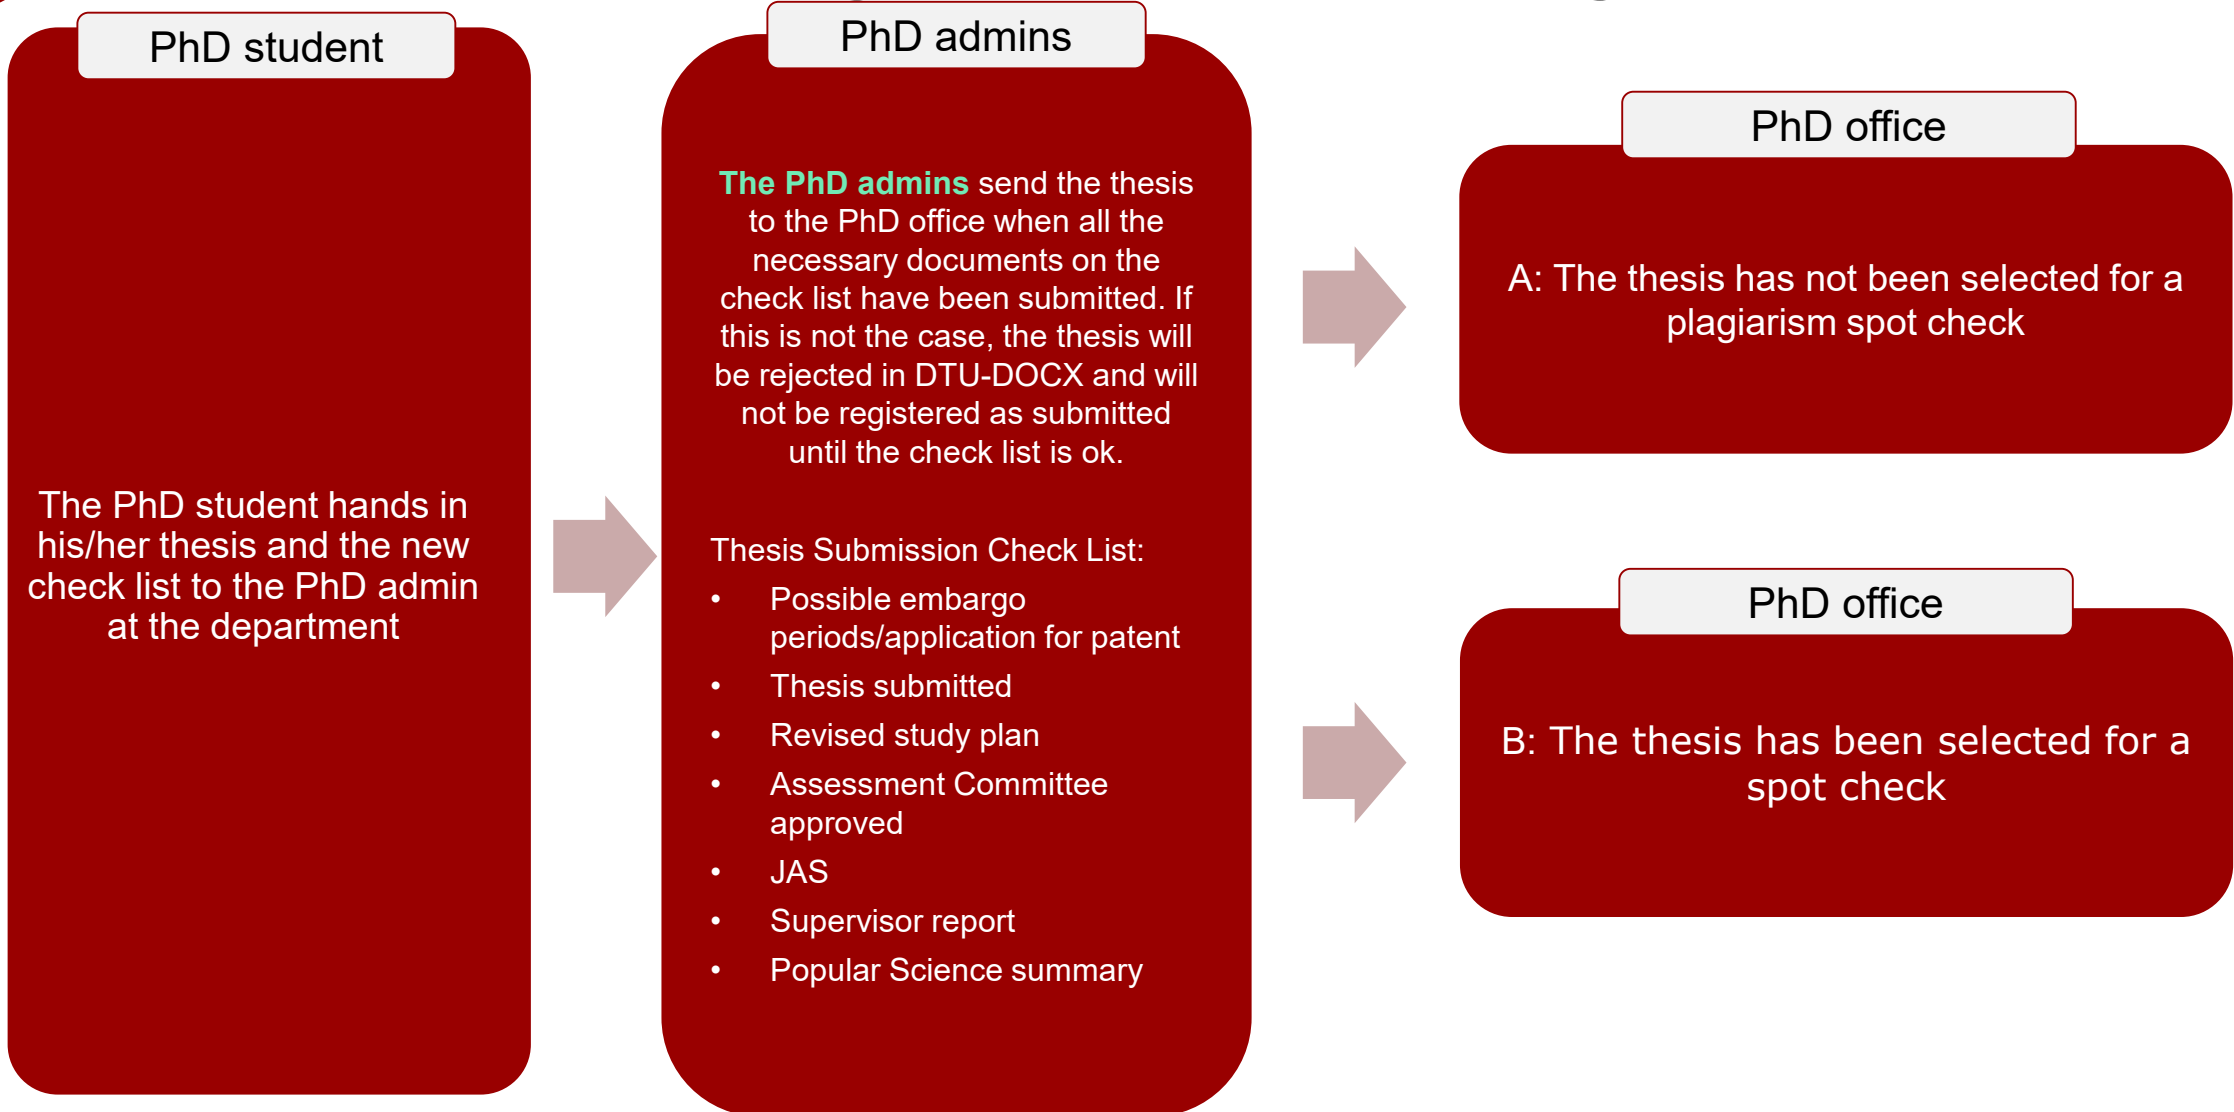 PhD student
The PhD student hands in
his/her thesis and the new
check list to the PhD admin
at the department
PhD admins
The PhD admins send the thesis
to the PhD office when all the
necessary documents on the
check list have been submitted. If
this is not the case, the thesis will
be rejected in DTU-DOCX and will
not be registered as submitted
until the check list is ok.
Thesis Submission Check List:
• Possible embargo
periods/application for patent
• Thesis submitted
• Revised study plan
• Assessment Committee
approved
• JAS
• Supervisor report
• Popular Science summary
PhD office
A: The thesis has not been selected for a
plagiarism spot check
PhD office
B: The thesis has been selected for a
spot check